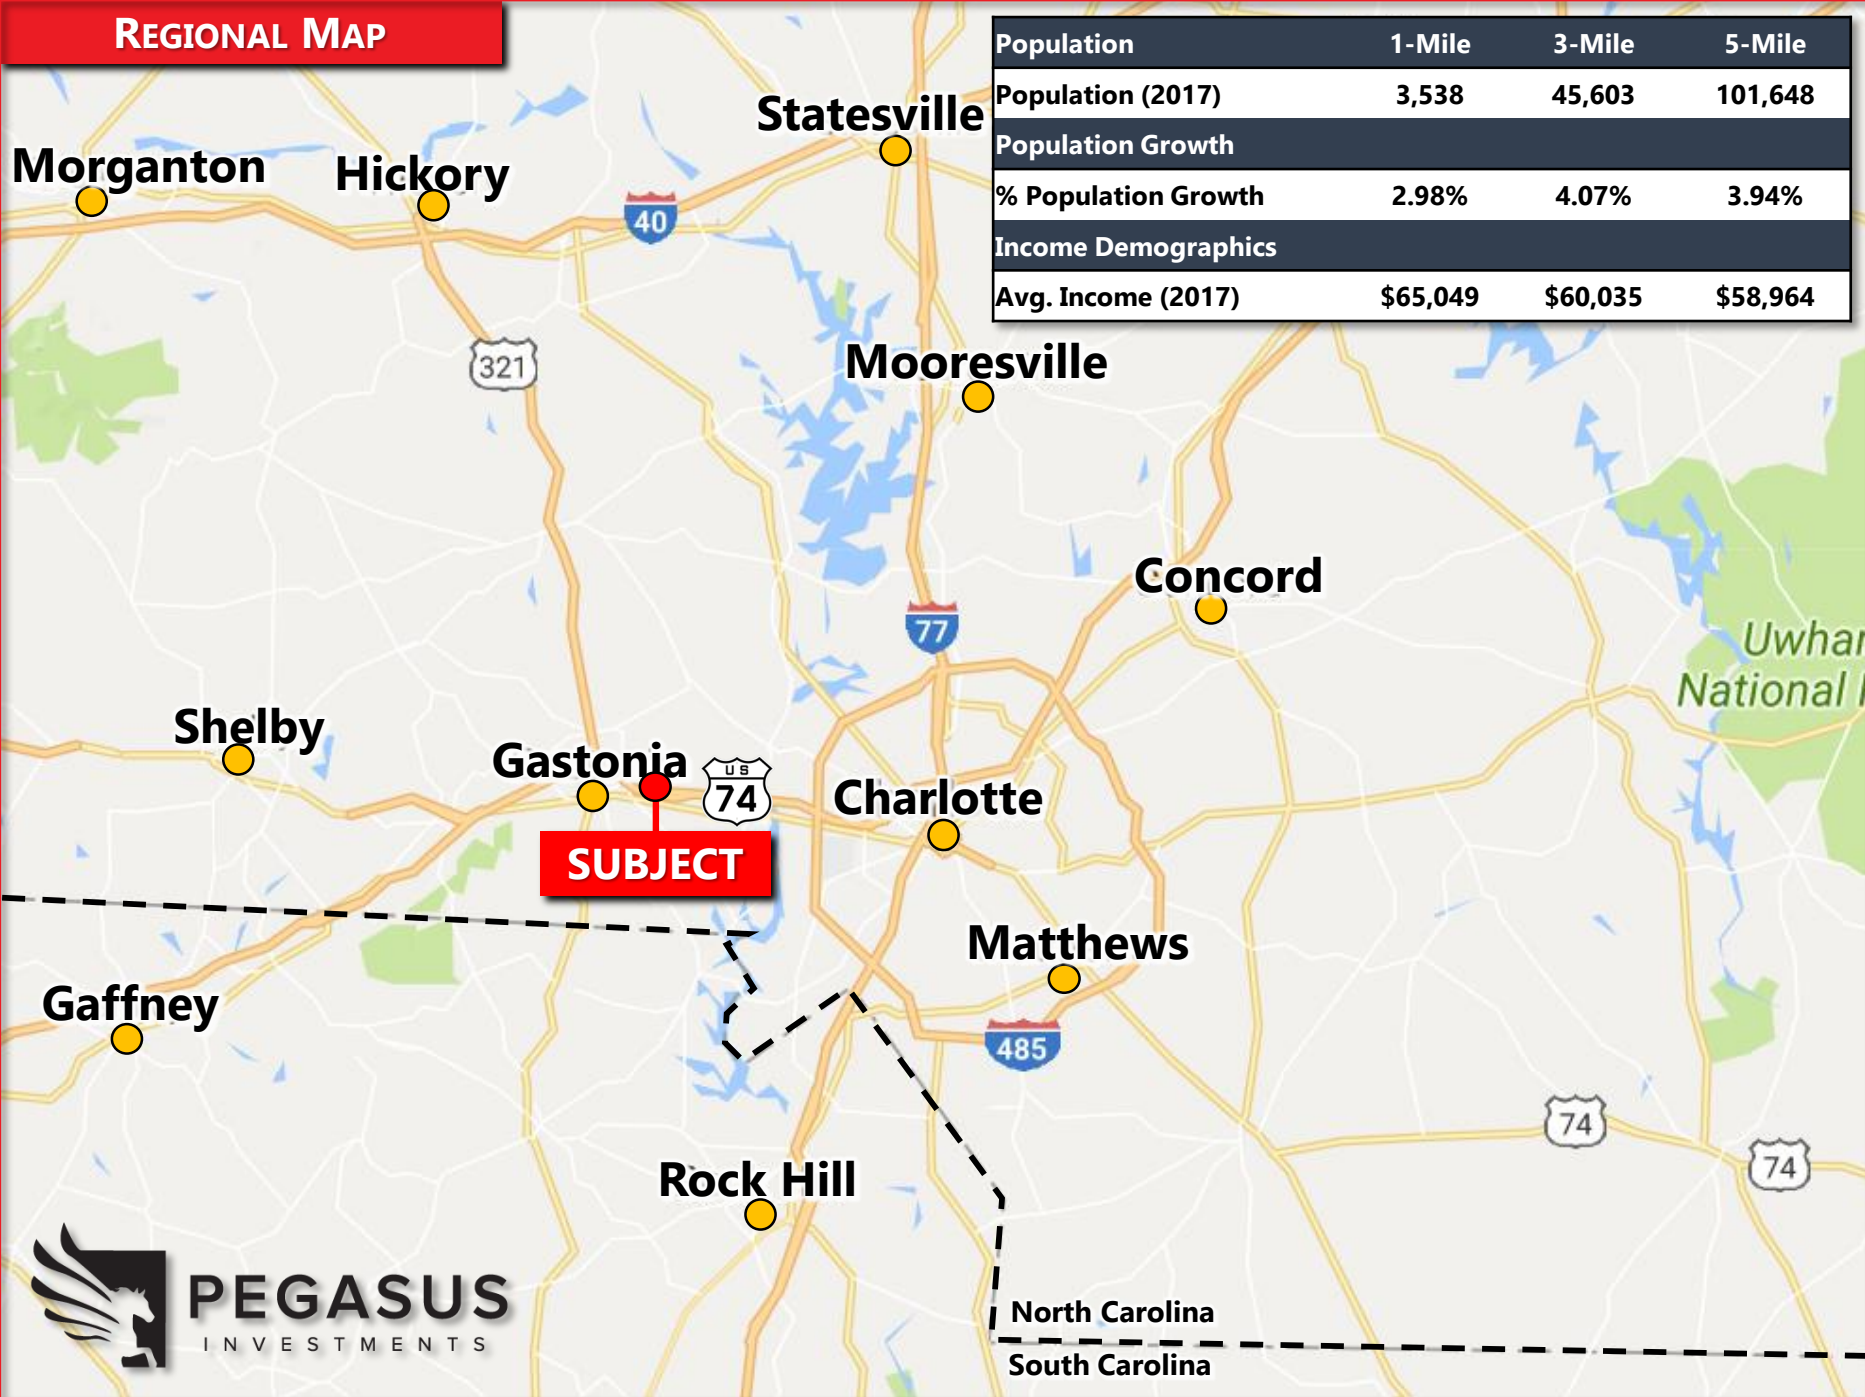 REGIONAL MAP
Population 1-Mile 3-Mile 5-Mile
Population (2017) 3,538 45,603 101,648
Population Growth
% Population Growth 2.98% 4.07% 3.94%
Income Demographics
Avg. Income (2017) $65,049 $60,035 $58,964
Statesville
Morganton
Hickory
40
321
Mooresville
Concord
77
Uwhar
National
Shelby
Gastonia
US
74
Charlotte
SUBJECT
Matthews
Gaffney
485
74
74
Rock Hill
PEGASUS
INVESTMENTS
North Carolina
South Carolina